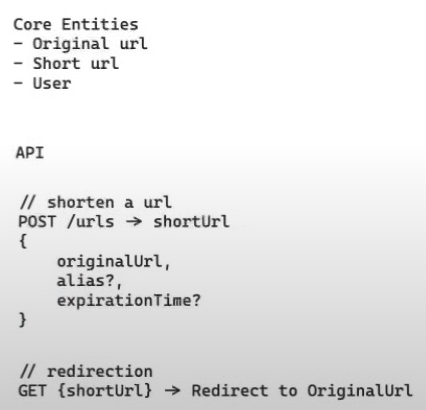 Core Entities
- Original url
- Short url
- User
API
// shorten a url
POST /urls -> shortUrl
{
originalUrl,
alias?,
expirationTime?
}
// redirection
GET {shortUrl} -> Redirect to OriginalUrl